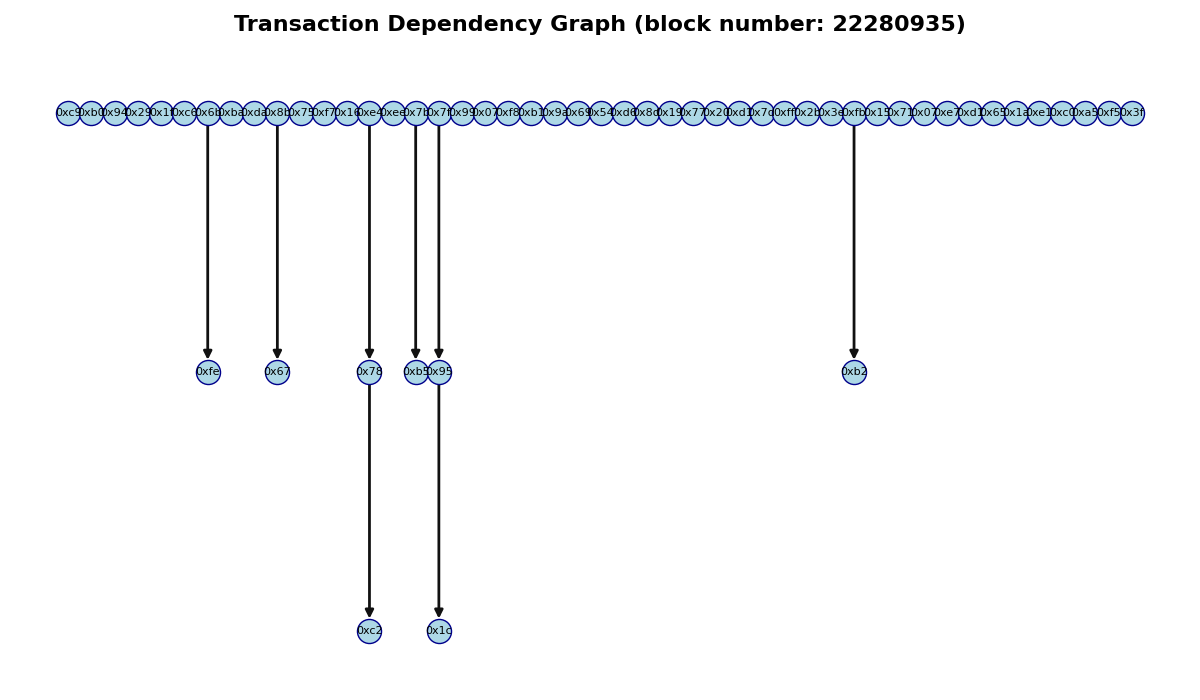 Transaction Dependency Graph (block number: 22280935)
0xc9 0xb0 0x94 0x29 0x1f 0xc6 0x6b 0xba 0xda 0x8b 0x75 0xf7 0x16 0xe4 0xee 0x7b 0x7f 0x99 0x07 0xf8 0xb1 0x9a 0x69 0x54 0xd6 0x8d 0x19 0x77 0x20 0xd1 0x7c 0xff 0x2b 0x3e 0xfb 0x15 0x71 0x07 0xe7 0xd1 0x65 0x1a 0xe1 0xc0 0xa5 0xf5 0x3f
0xfe 0x67 0x78 0xb5 0x95 0xb2
0xc2 0x1c